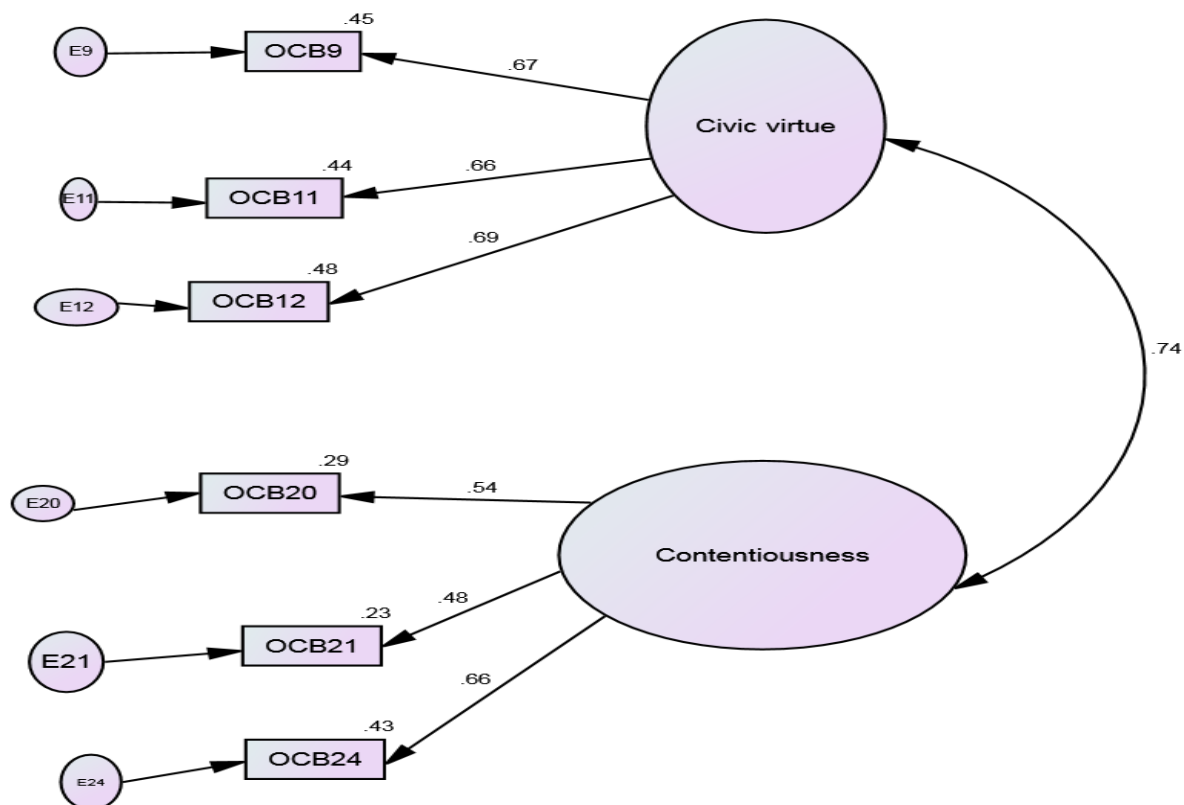 .45
E9
OCB9
.67
Civic virtue
.44
.66
E11
OCB11
.69
.48
E12
OCB12
.74
.29
E20
OCB20
.54
Contentiousness
.48
.23
E21
OCB21
.66
.43
E24
OCB24